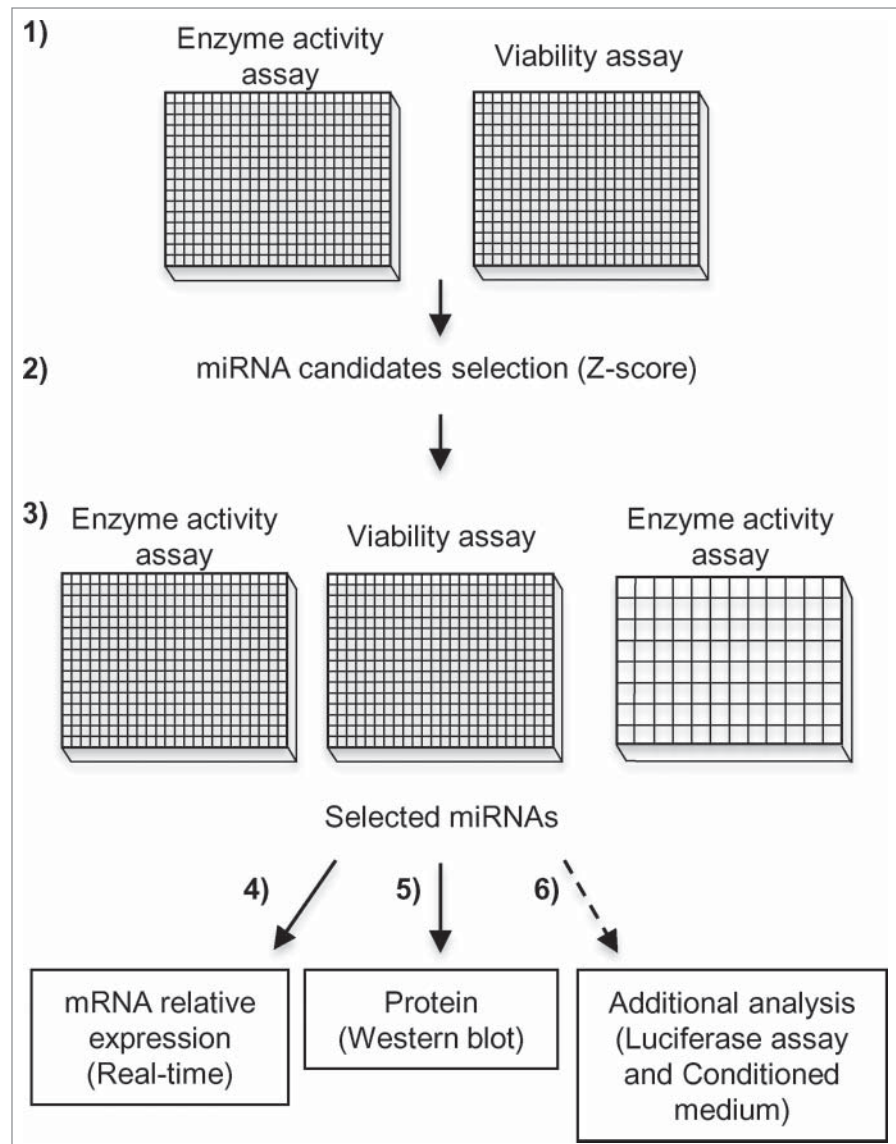 1)
Enzyme activity
assay
Viability assay
2)
miRNA candidates selection (Z-score)
3)
Enzyme activity
assay
Viability assay
Enzyme activity
assay
Selected miRNAs
4)
5)
6)
mRNA relative
expression
(Real-time)
Protein
(Western blot)
Additional analysis
(Luciferase assay
and Conditioned
medium)